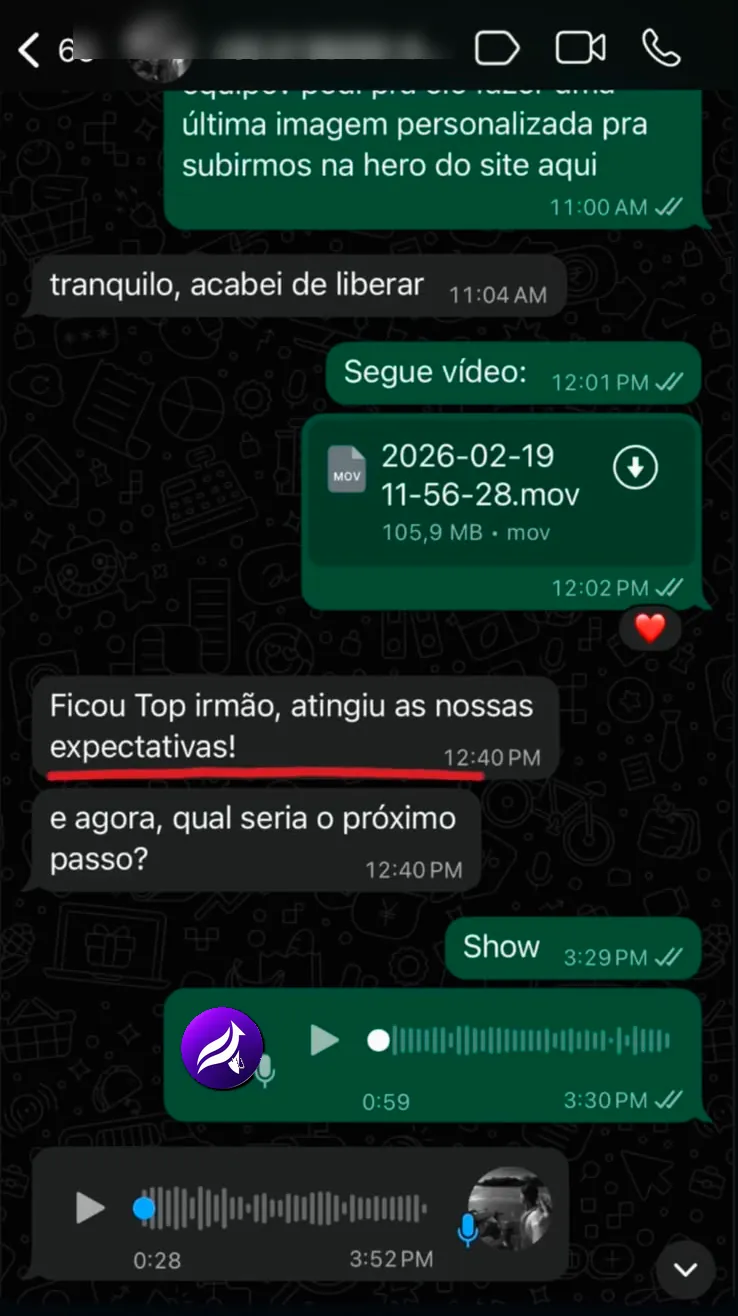 última imagem personalizada pra
subirmos na hero do site aqui
11:00 AM
tranquilo, acabei de liberar
11:04 AM
Segue vídeo:
12:01 PM
MOV
2026-02-19
11-56-28.mov
105,9 MB • mov
12:02 PM
Ficou Top irmão, atingiu as nossas
expectativas!
12:40 PM
e agora, qual seria o próximo
passo?
12:40 PM
Show
3:29 PM
0:59
3:30 PM
0:28
3:52 PM